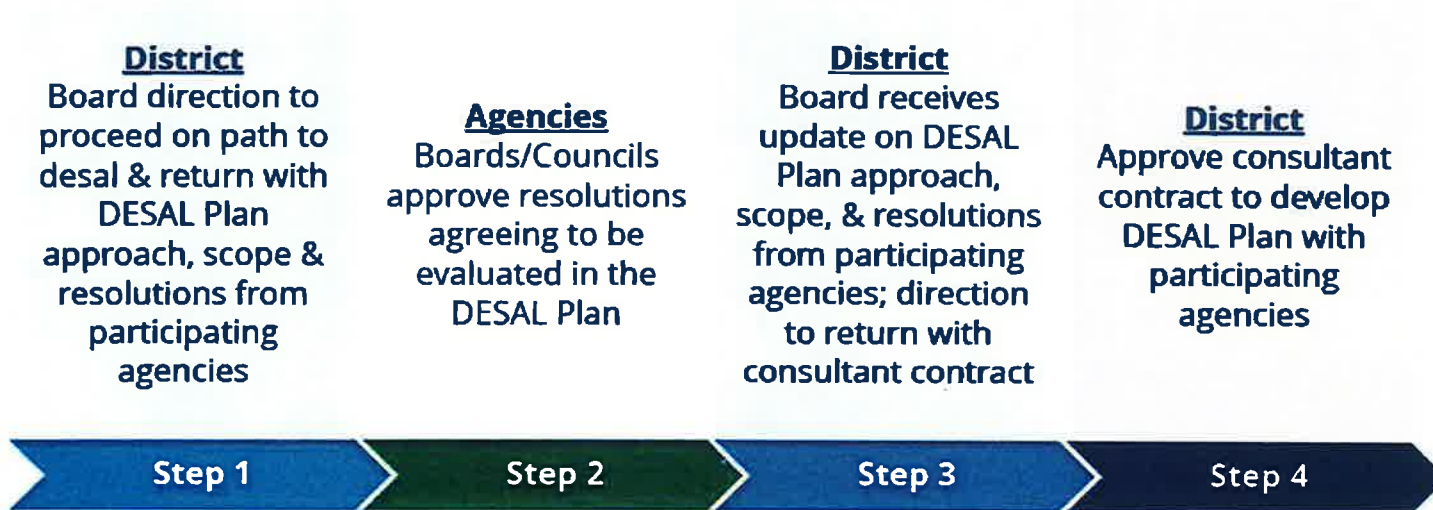 District
Board direction to
proceed on path to
desal & return with
DESAL Plan
approach, scope &
resolutions from
participating
agencies
Agencies
Boards/Councils
approve resolutions
agreeing to be
evaluated in the
DESAL Plan
District
Board receives
update on DESAL
Plan approach,
scope, & resolutions
from participating
agencies; direction
to return with
consultant contract
District
Approve consultant
contract to develop
DESAL Plan with
participating
agencies
Step 1
Step 2
Step 3
Step 4